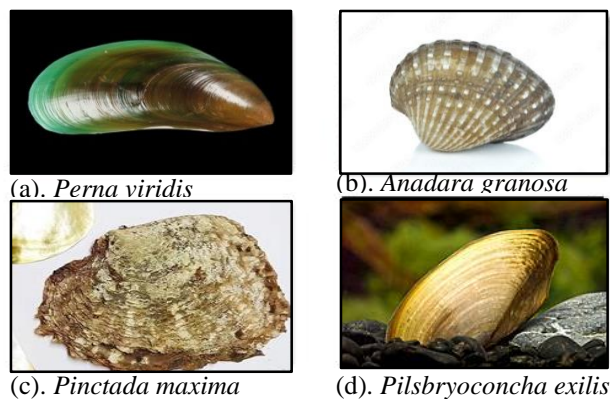 (a). Perna viridis
(b). Anadara granosa
(c). Pinctada maxima
(d). Pilsbryoconcha exilis